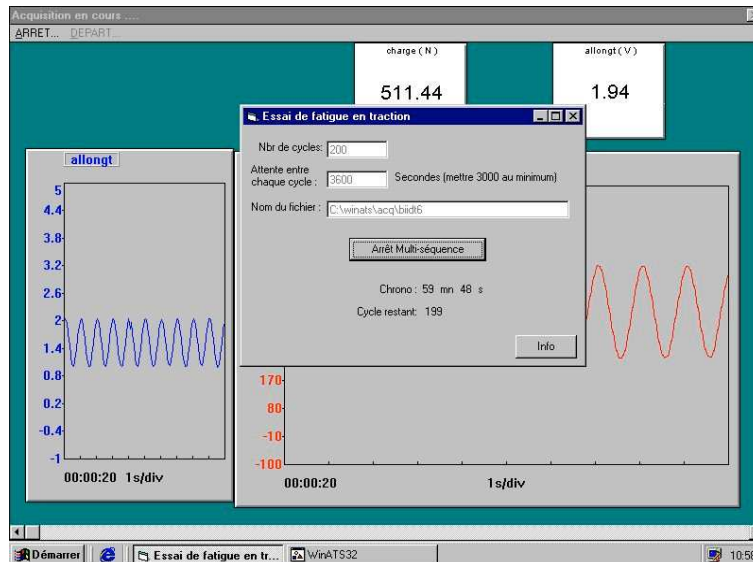 Acquisition en cours ....
ARRET... DEPART...
charge ( N )
511.44
allongt ( V )
1.94
Essai de fatigue en traction
Nbr de cycles: 200
Attente entre
chaque cycle : 3600 Secondes (mettre 3000 au minimum)
Nom du fichier : C:\winats\acq\biidt6
Arrêt Multi-séquence
Chrono : 59 mn 48 s
Cycle restant: 199
Info
allongt
5
4.4
3.8
3.2
2.6
2
1.4
0.8
0.2
-0.4
-1
00:00:20 1s/div
170
80
-10
-100
00:00:20 1s/div
Démarrer Essai de fatigue en tr... WinATS32